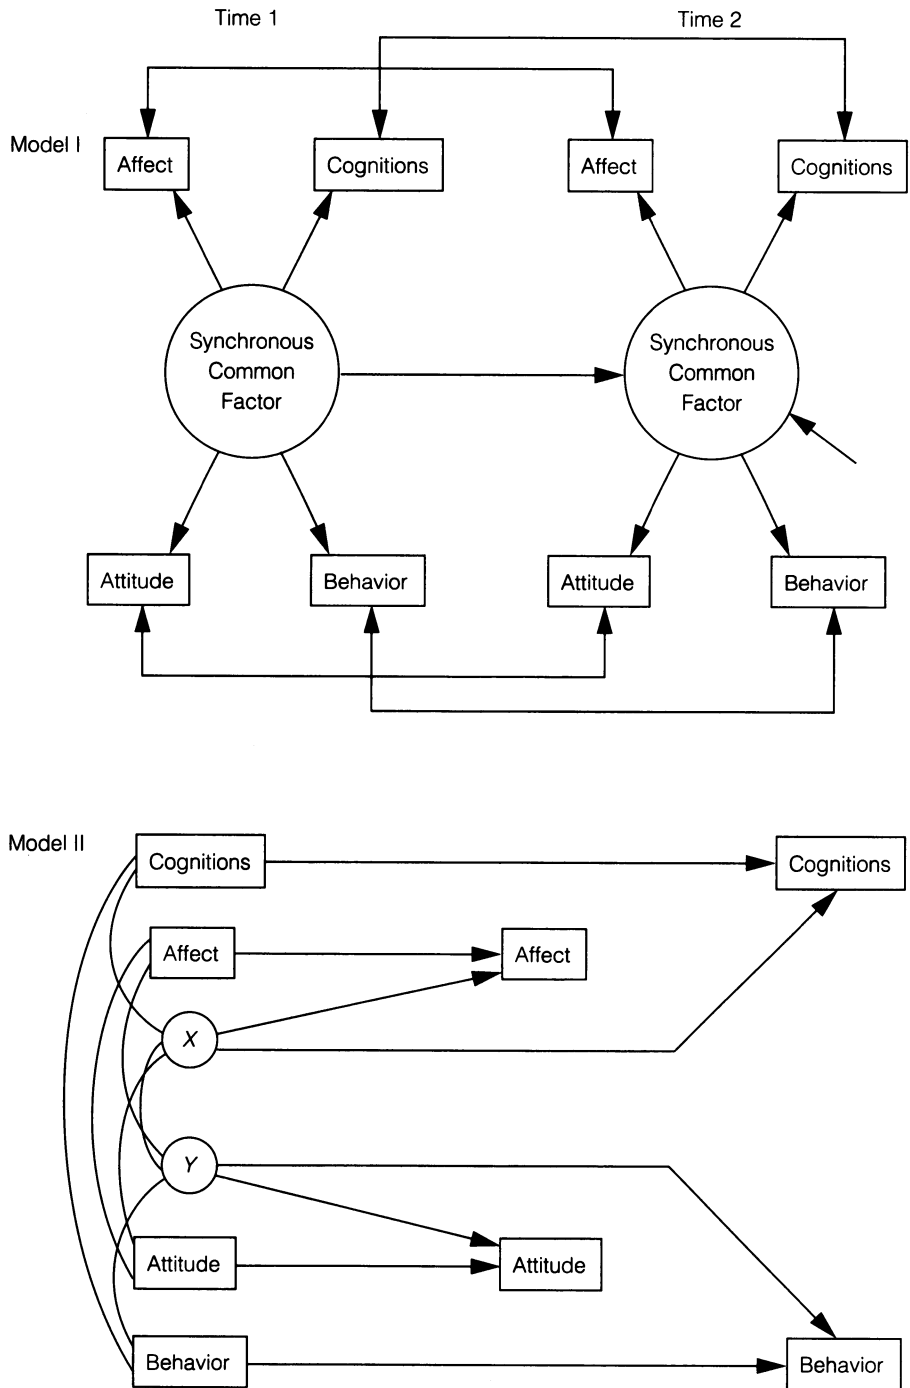 Time 1
Time 2
Model I
Affect
Cognitions
Affect
Cognitions
Synchronous
Common
Factor
Synchronous
Common
Factor
Attitude
Behavior
Attitude
Behavior
Model II
Cognitions
Cognitions
Affect
Affect
X
Y
Attitude
Attitude
Behavior
Behavior